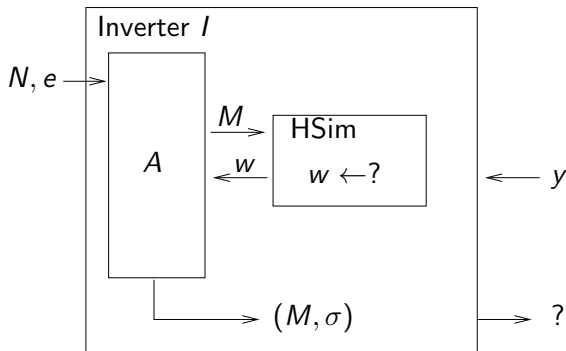 Inverter I
N, e
M
HSim
A
w
w ←?
y
(M, σ)
?